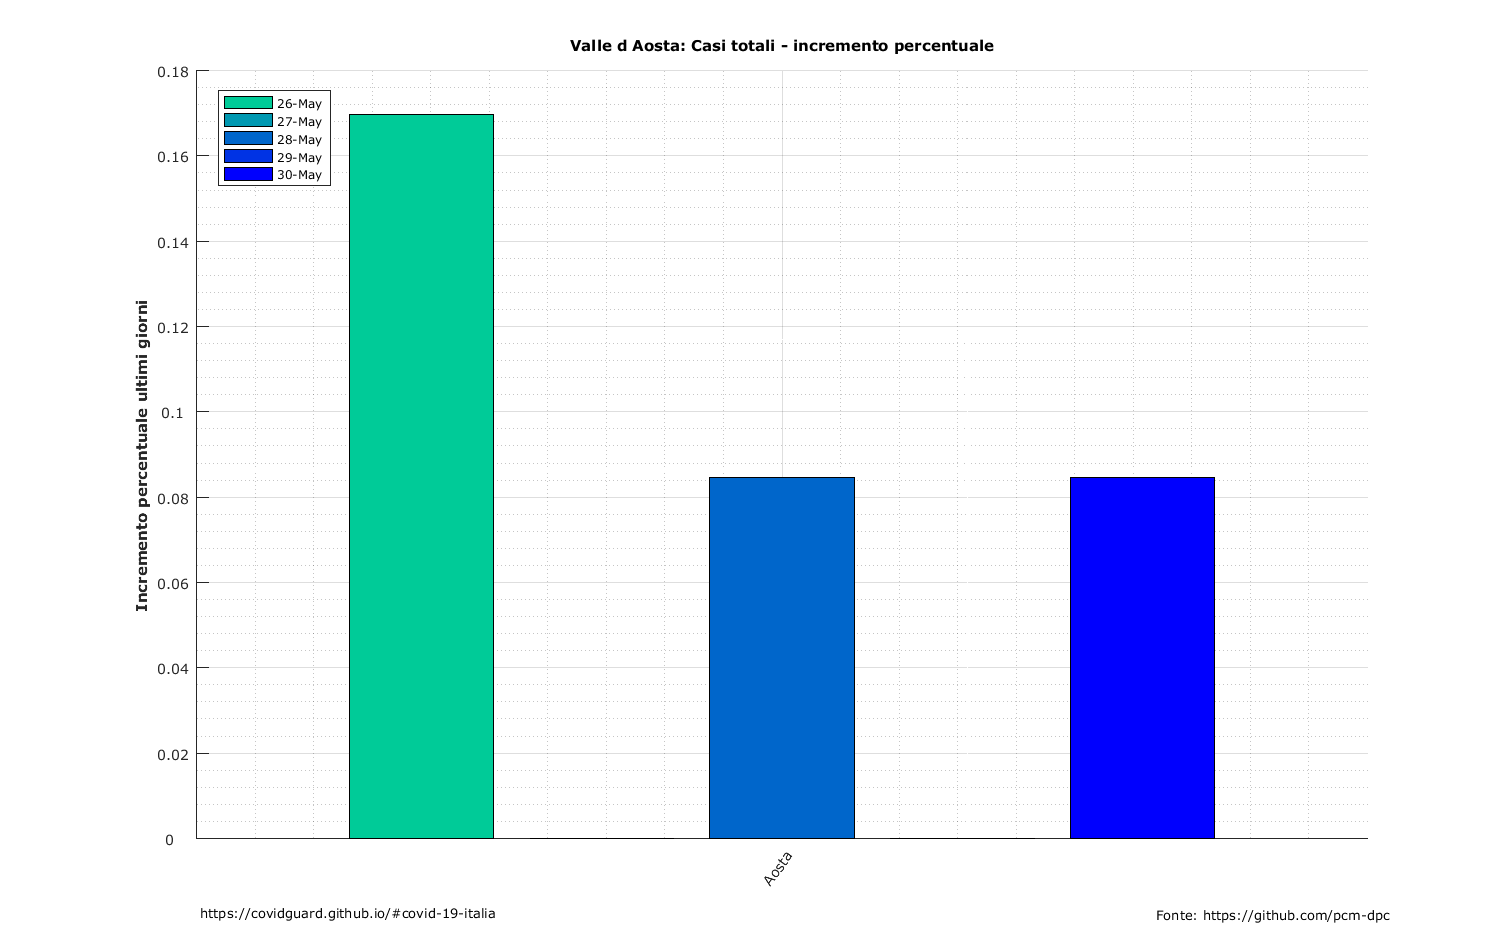 Valle d Aosta: Casi totali - incremento percentuale
0.18
0.16
0.14
0.12
0.1
0.08
0.06
0.04
0.02
0
26-May
27-May
28-May
29-May
30-May
Incremento percentuale ultimi giorni
Aosta
https://covidguard.github.io/#covid-19-italia
Fonte: https://github.com/pcm-dpc